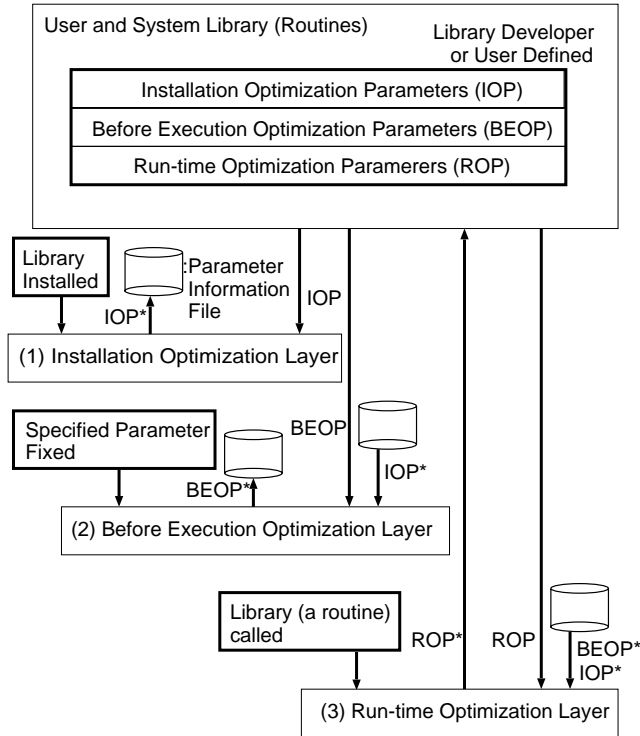 User and System Library (Routines)
Library Developer
or User Defined
Installation Optimization Parameters (IOP)
Before Execution Optimization Parameters (BEOP)
Run-time Optimization Paramerers (ROP)
Library
Installed
:Parameter
Information
File
IOP*
IOP
(1) Installation Optimization Layer
Specified Parameter
Fixed
BEOP*
BEOP
IOP*
(2) Before Execution Optimization Layer
Library (a routine)
called
ROP*
ROP
BEOP*
IOP*
(3) Run-time Optimization Layer